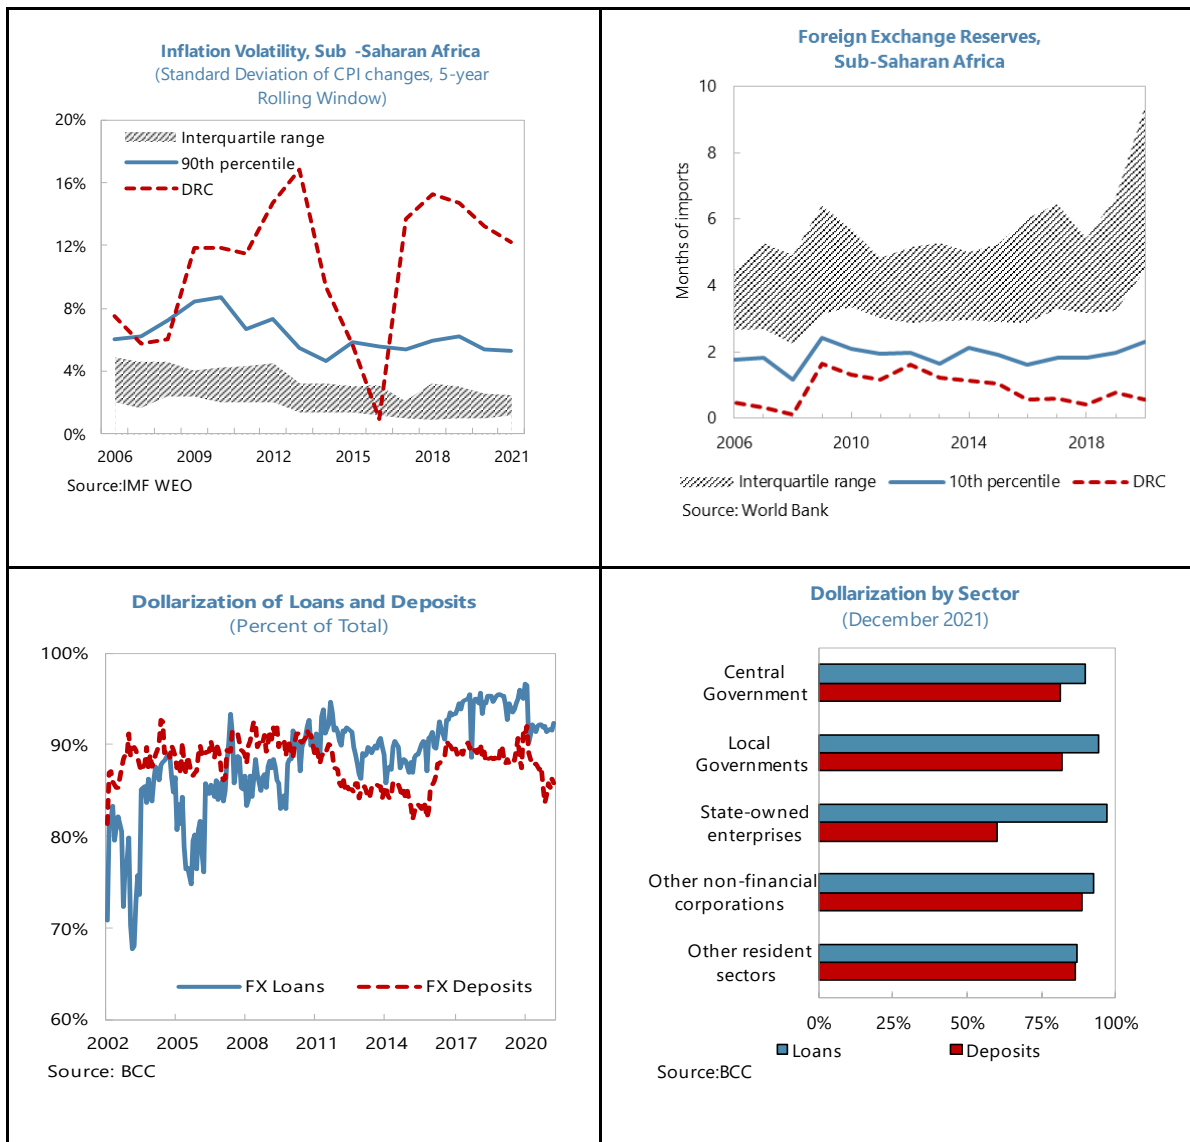 Inflation Volatility, Sub -Saharan Africa
(Standard Deviation of CPI changes, 5-year
Rolling Window)
20%
16%
12%
8%
4%
0%
Interquartile range
90th percentile
DRC
2006 2009 2012 2015 2018 2021
Source:IMF WEO
Foreign Exchange Reserves,
Sub-Saharan Africa
Months of imports
10
8
6
4
2
0
2006 2010 2014 2018
Interquartile range 10th percentile DRC
Source: World Bank
Dollarization of Loans and Deposits
(Percent of Total)
100%
90%
80%
70%
60%
FX Loans FX Deposits
2002 2005 2008 2011 2014 2017 2020
Source: BCC
Dollarization by Sector
(December 2021)
Central
Government
Local
Governments
State-owned
enterprises
Other non-financial
corporations
Other resident
sectors
0% 25% 50% 75% 100%
Loans Deposits
Source:BCC